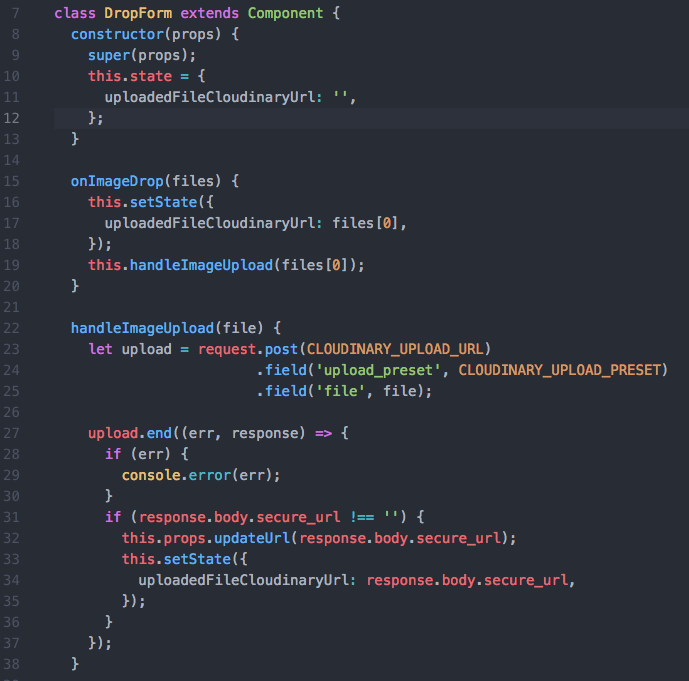 7 class DropForm extends Component {
8 constructor(props) {
9 super(props);
10 this.state = {
11 uploadedFileCloudinaryUrl: '',
12 };
13 }
14
15 onImageDrop(files) {
16 this.setState({
17 uploadedFileCloudinaryUrl: files[0],
18 });
19 this.handleImageUpload(files[0]);
20 }
21
22 handleImageUpload(file) {
23 let upload = request.post(CLOUDINARY_UPLOAD_URL)
24 .field('upload_preset', CLOUDINARY_UPLOAD_PRESET)
25 .field('file', file);
26
27 upload.end((err, response) => {
28 if (err) {
29 console.error(err);
30 }
31 if (response.body.secure_url !== '') {
32 this.props.updateUrl(response.body.secure_url);
33 this.setState({
34 uploadedFileCloudinaryUrl: response.body.secure_url,
35 });
36 }
37 });
38 }